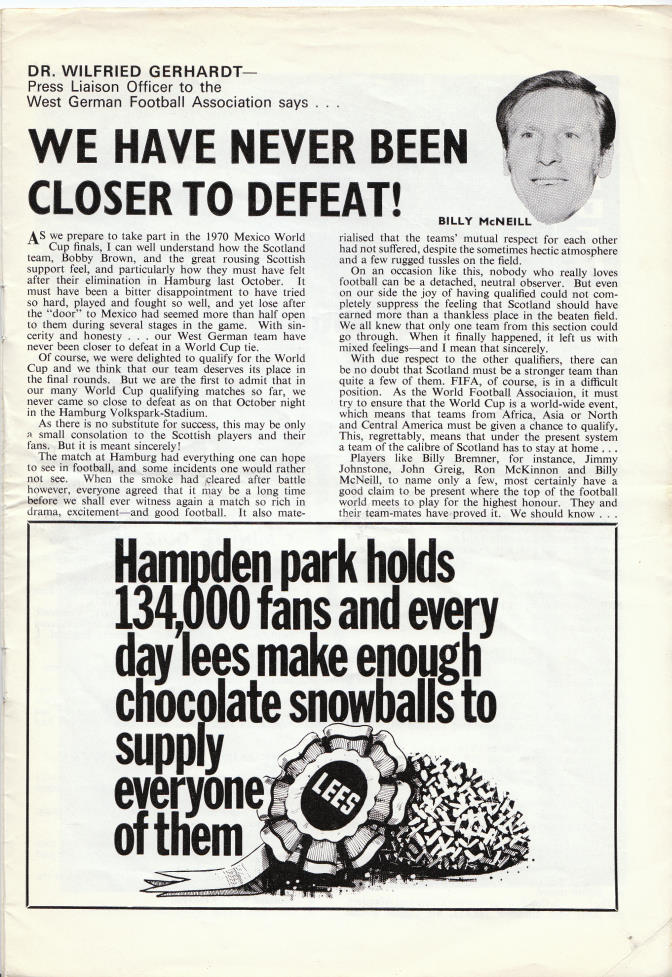 DR. WILFRIED GERHARDT—
Press Liaison Officer to the
West German Football Association says . . .
WE HAVE NEVER BEEN
CLOSER TO DEFEAT!
BILLY McNEILL
AS we prepare to take part in the 1970 Mexico World
Cup finals, I can well understand how the Scotland
team, Bobby Brown, and the great rousing Scottish
support feel, and particularly how they must have felt
after their elimination in Hamburg last October. It
must have been a bitter disappointment to have tried
so hard, played and fought so well, and yet lose after
the "door" to Mexico had seemed more than half open
to them during several stages in the game. With sin-
cerity and honesty . . . our West German team have
never been closer to defeat in a World Cup tie.
Of course, we were delighted to qualify for the World
Cup and we think that our team deserves its place in
the final rounds. But we are the first to admit that in
our many World Cup qualifying matches so far, we
never came so close to defeat as on that October night
in the Hamburg Volkspark-Stadium.
As there is no substitute for success, this may be only
a small consolation to the Scottish players and their
fans. But it is meant sincerely!
The match at Hamburg had everything one can hope
to see in football, and some incidents one would rather
not see. When the smoke had cleared after battle
however, everyone agreed that it may be a long time
before we shall ever witness again a match so rich in
drama, excitement—and good football. It also mate-
rialised that the teams' mutual respect for each other
had not suffered, despite the sometimes hectic atmosphere
and a few rugged tussles on the field.
On an occasion like this, nobody who really loves
football can be a detached, neutral observer. But even
on our side the joy of having qualified could not com-
pletely suppress the feeling that Scotland should have
earned more than a thankless place in the beaten field.
We all knew that only one team from this section could
go through. When it finally happened, it left us with
mixed feelings—and I mean that sincerely.
With due respect to the other qualifiers, there can
be no doubt that Scotland must be a stronger team than
quite a few of them. FIFA, of course, is in a difficult
position. As the World Football Association, it must
try to ensure that the World Cup is a world-wide event,
which means that teams from Africa, Asia or North
and Central America must be given a chance to qualify.
This, regrettably, means that under the present system
a team of the calibre of Scotland has to stay at home . . .
Players like Billy Bremner, for instance, Jimmy
Johnstone, John Greig, Ron McKinnon and Billy
McNeill, to name only a few, most certainly have a
good claim to be present where the top of the football
world meets to play for the highest honour. They and
their team-mates have proved it. We should know . . .
Hampden park holds
134,000 fans and every
day lees make enough
chocolate snowballs to
supply
everyone
of them
LEES